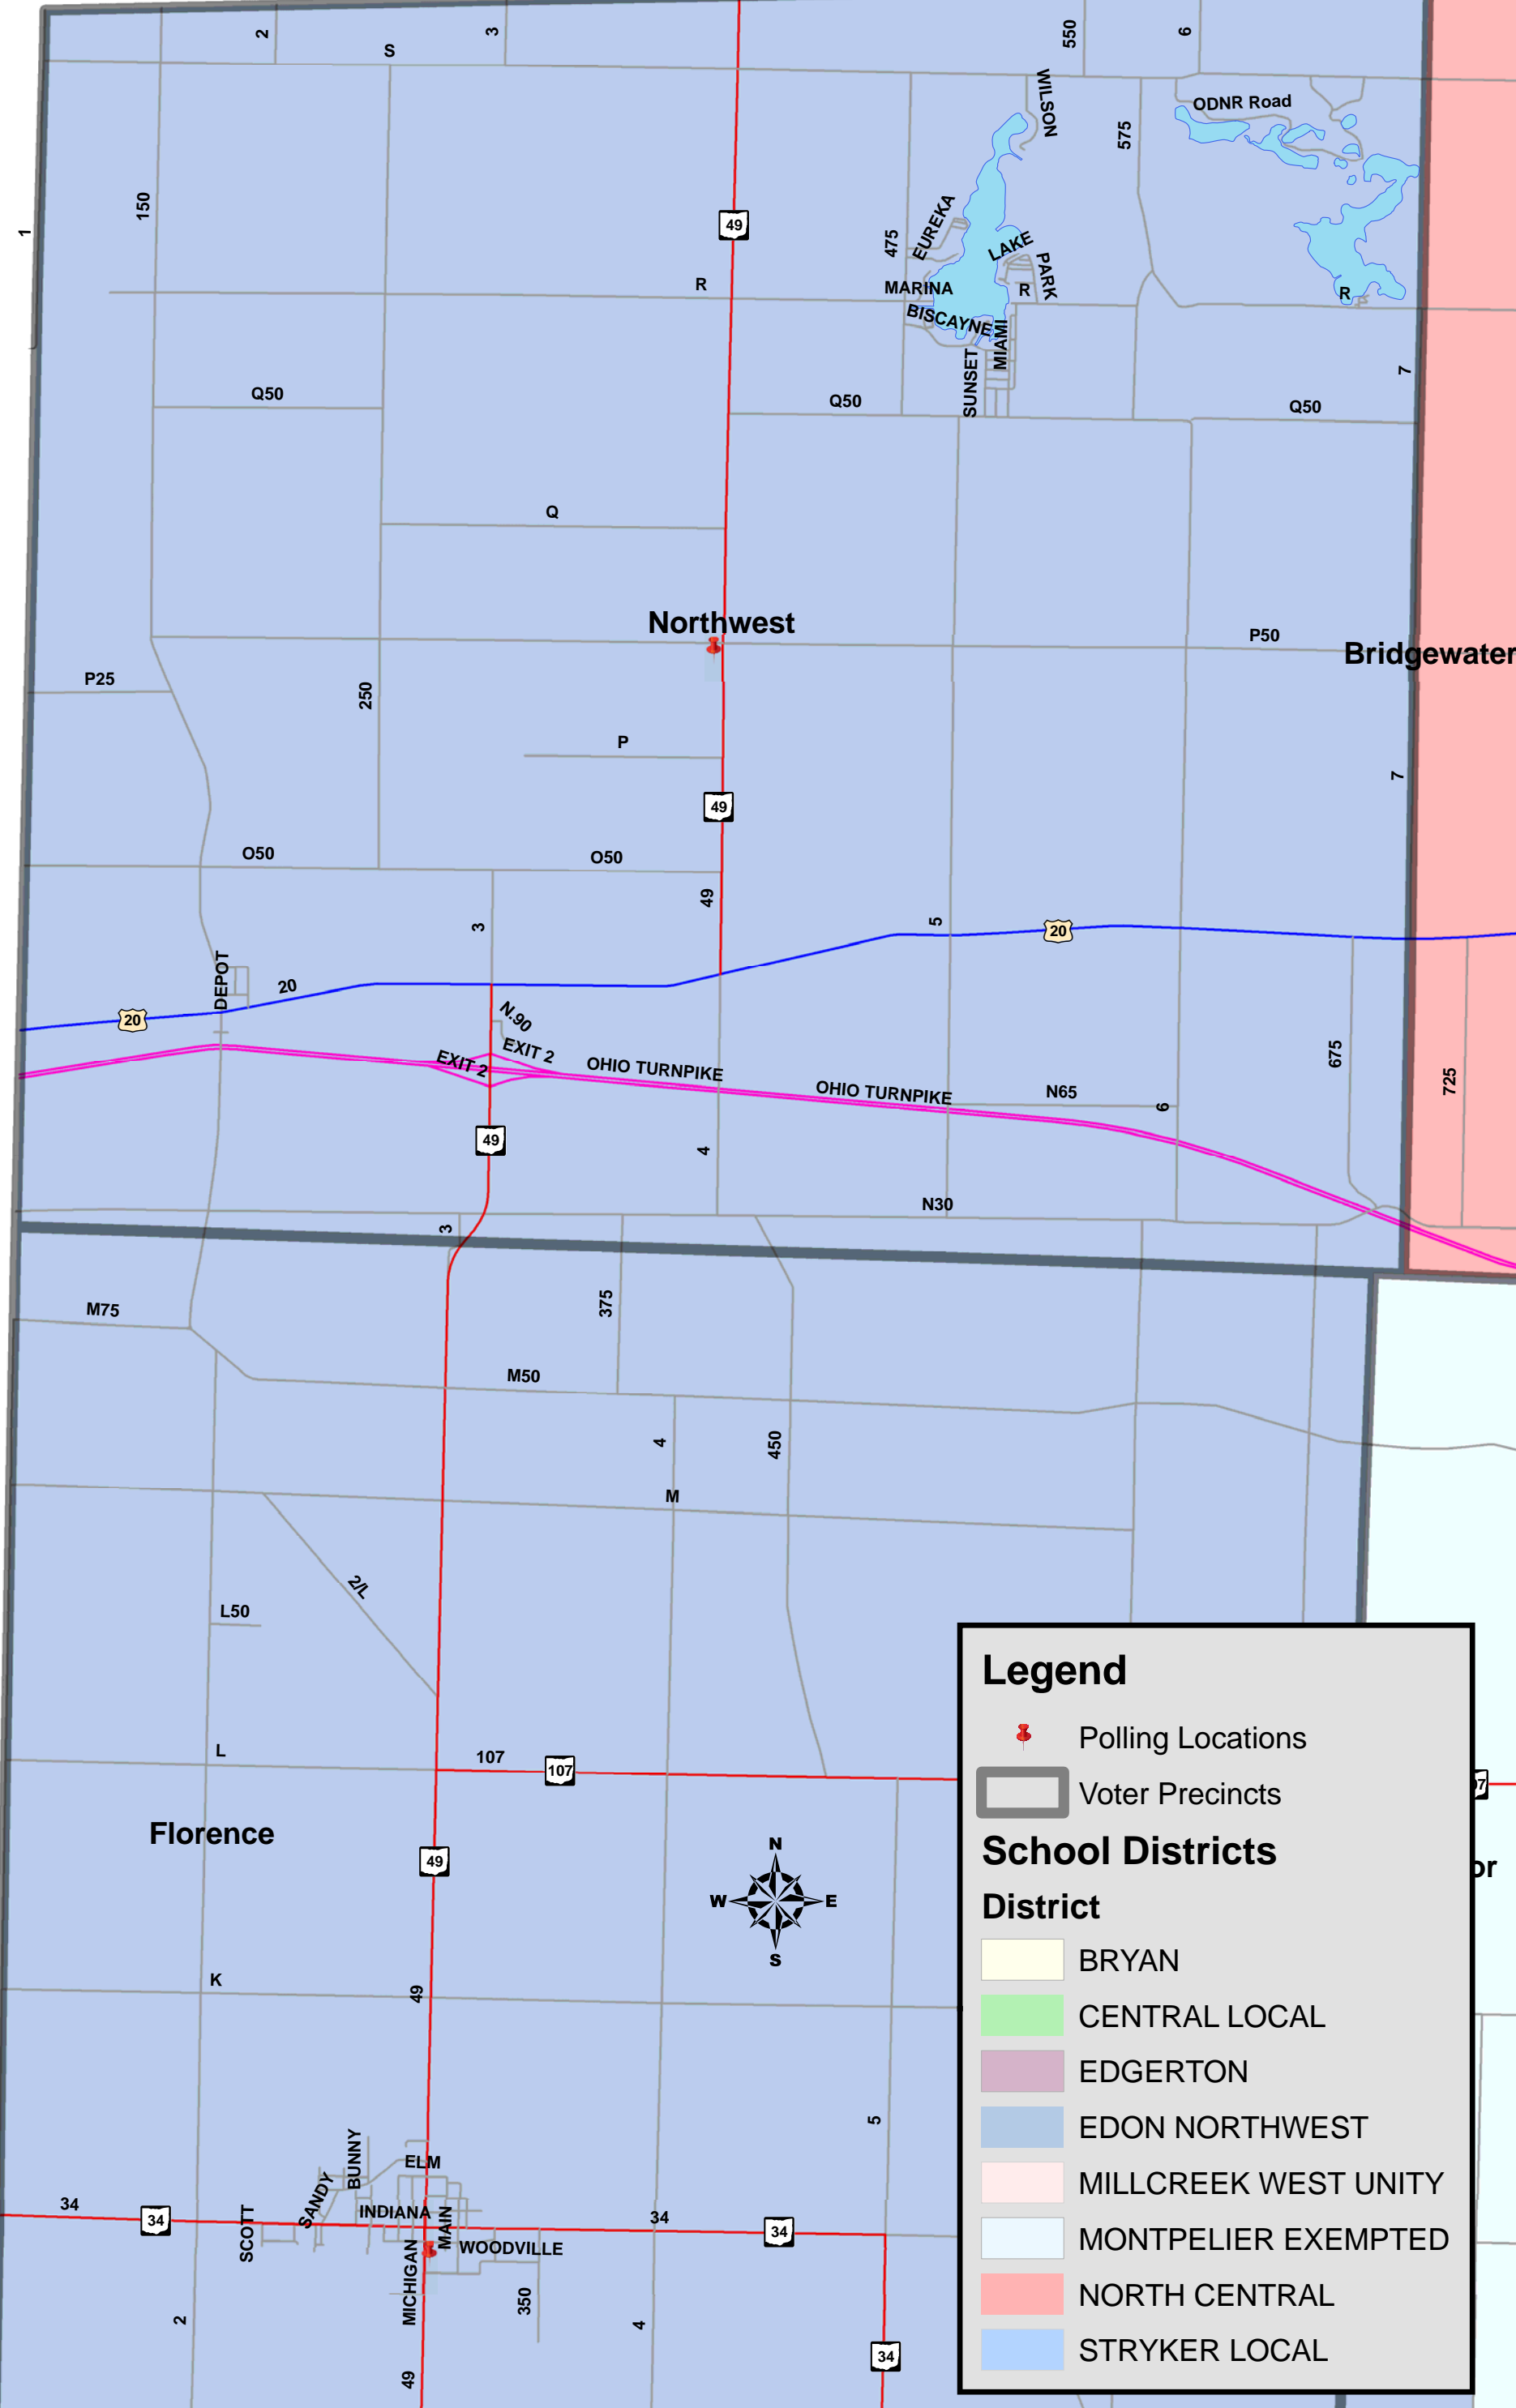 2
3
550
6
S
WILSON
ODNR Road
575
150
1
49
475
EUREKA
LAKE
PARK
R
MARINA
R
R
BISCAYNE
MIAMI
SUNSET
7
Q50
Q50
Q50
Q
Northwest
P50
Bridgewater
P25
250
P
7
49
O50
O50
49
3
5
20
DEPOT
20
20
N.90
EXIT 2
EXIT 2
OHIO TURNPIKE
OHIO TURNPIKE
N65
6
675
725
49
4
N30
3
M75
375
M50
4
450
M
2/L
L50
L
107
107
Florence
49
N
W
E
S
K
49
5
BUNNY
ELM
SANDY
34
34
SCOTT
INDIANA
MAIN
34
34
WOODVILLE
MICHIGAN
350
2
4
49
34
Legend
Polling Locations
Voter Precincts
School Districts
District
BRYAN
CENTRAL LOCAL
EDGERTON
EDON NORTHWEST
MILLCREEK WEST UNITY
MONTPELIER EXEMPTED
NORTH CENTRAL
STRYKER LOCAL
07
or